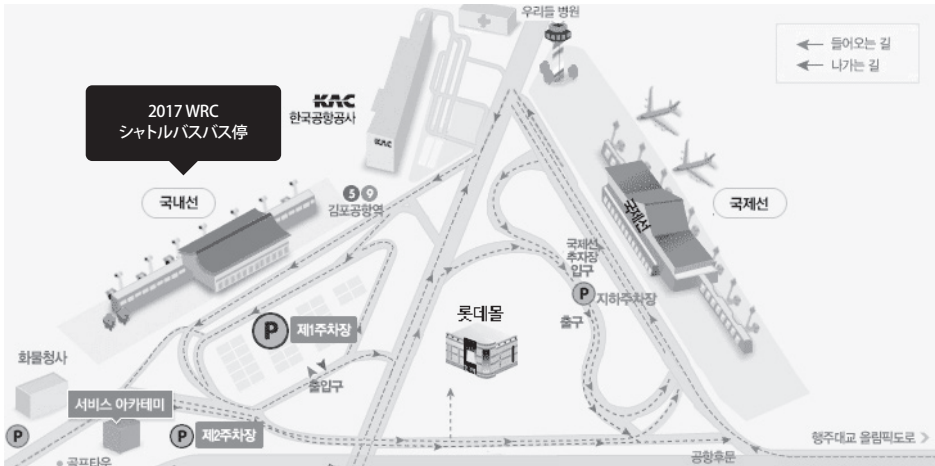 우리들 병원
들어오는 길
나가는 길
2017 WRC
シャトルバスバス停
KAC
한국공항공사
KAC
국내선
5 9
김포공항역
국제선
국제선
국제선
주차장
입구
P
지하주차장
출구
롯데몰
P
제1주차장
출입구
화물청사
서비스 아카데미
P
P
제2주차장
골프타운
공항후문
행주대교 올림픽도로